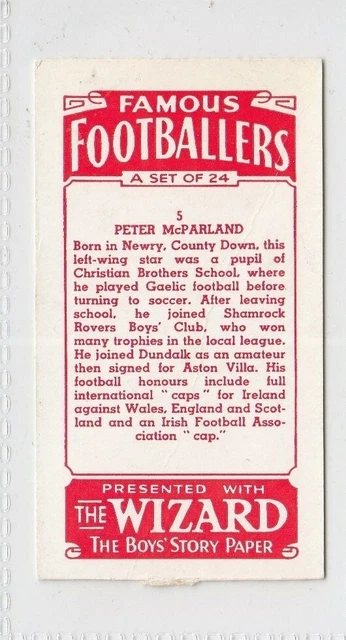 FAMOUS
FOOTBALLERS
A SET OF 24
5
PETER McPARLAND
Born in Newry, County Down, this
left-wing star was a pupil of
Christian Brothers School, where
he played Gaelic football before
turning to soccer. After leaving
school, he joined Shamrock
Rovers Boys' Club, who won
many trophies in the local league.
He joined Dundalk as an amateur
then signed for Aston Villa. His
football honours include full
international "caps" for Ireland
against Wales, England and Scot-
land and an Irish Football Asso-
ciation "cap."
PRESENTED WITH
THE WIZARD
THE BOYS' STORY PAPER